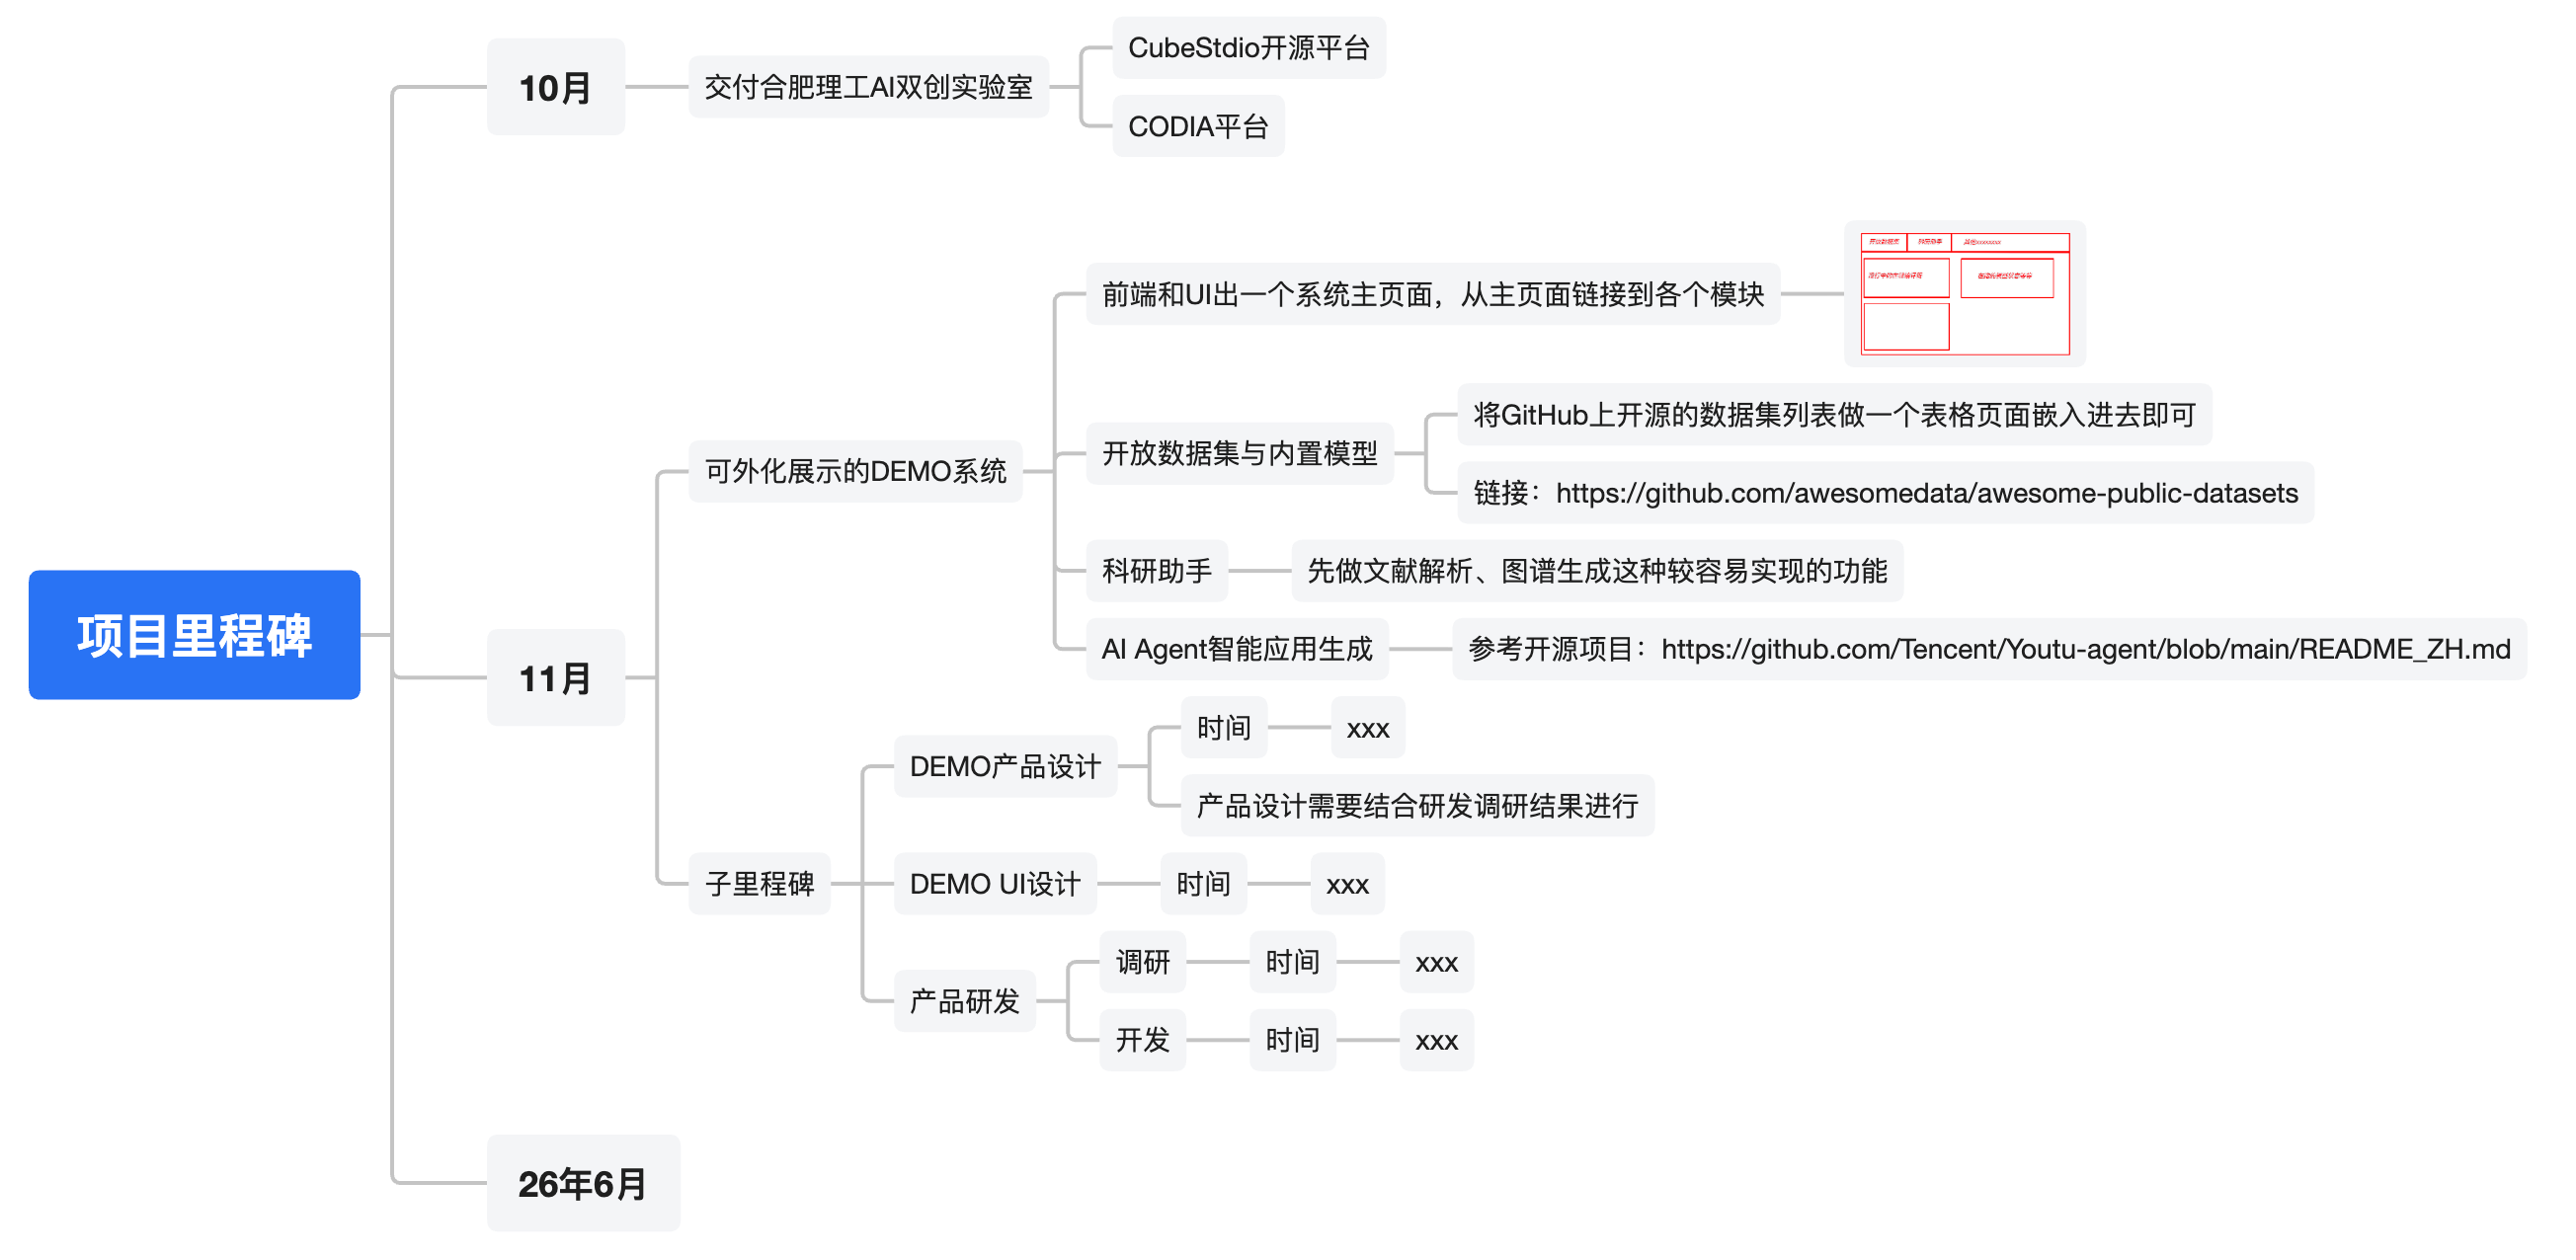 项目里程碑
10月
交付合肥理工AI双创实验室
CubeStdio开源平台
CODIA平台
11月
可外化展示的DEMO系统
前端和UI出一个系统主页面，从主页面链接到各个模块
开放数据集
科研助手
开放数据集与内置模型
将GitHub上开源的数据集列表做一个表格页面嵌入进去即可
链接：https://github.com/awesomedata/awesome-public-datasets
科研助手
先做文献解析、图谱生成这种较容易实现的功能
AI Agent智能应用生成
参考开源项目：https://github.com/Tencent/Youtu-agent/blob/main/README_ZH.md
子里程碑
DEMO产品设计
时间
xxx
产品设计需要结合研发调研结果进行
DEMO UI设计
时间
xxx
产品研发
调研
时间
xxx
开发
时间
xxx
26年6月